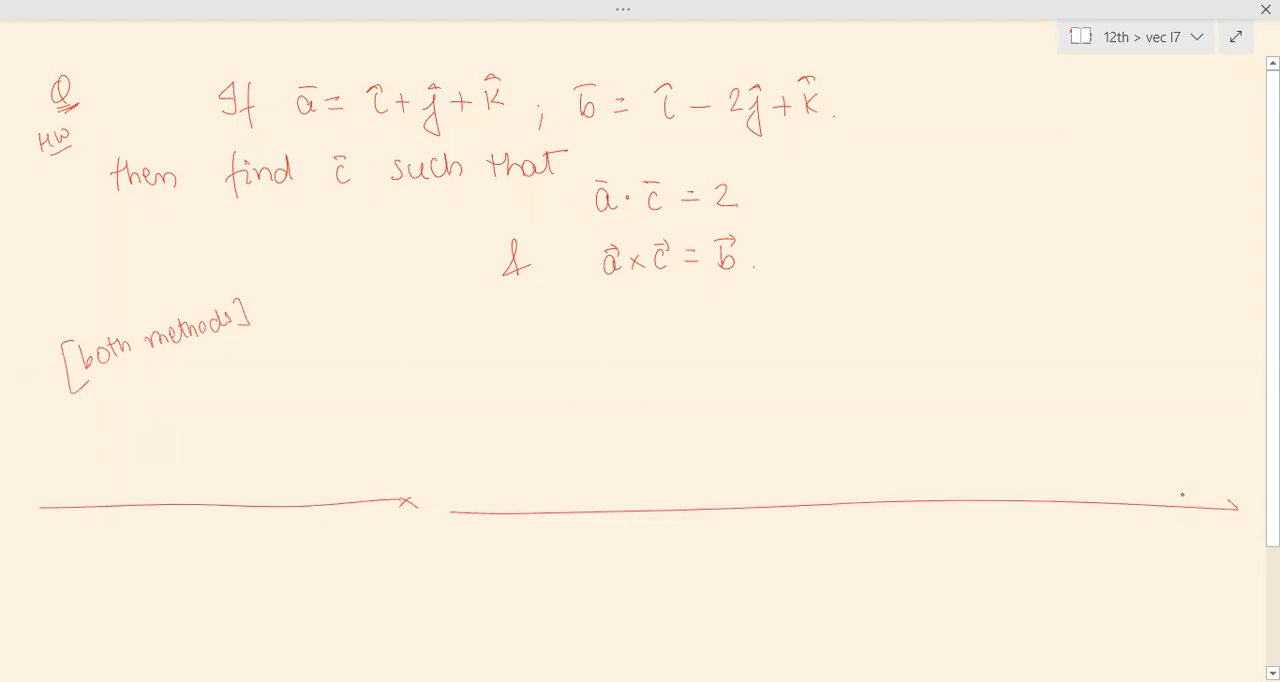 12th > vec l7
Q If ā = î + ĵ + k̂ ; b̄ = î - 2ĵ + k̂.
HW
then find c̄ such that
ā · c̄ = 2
& a⃗ × c⃗ = b⃗.
[both methods]